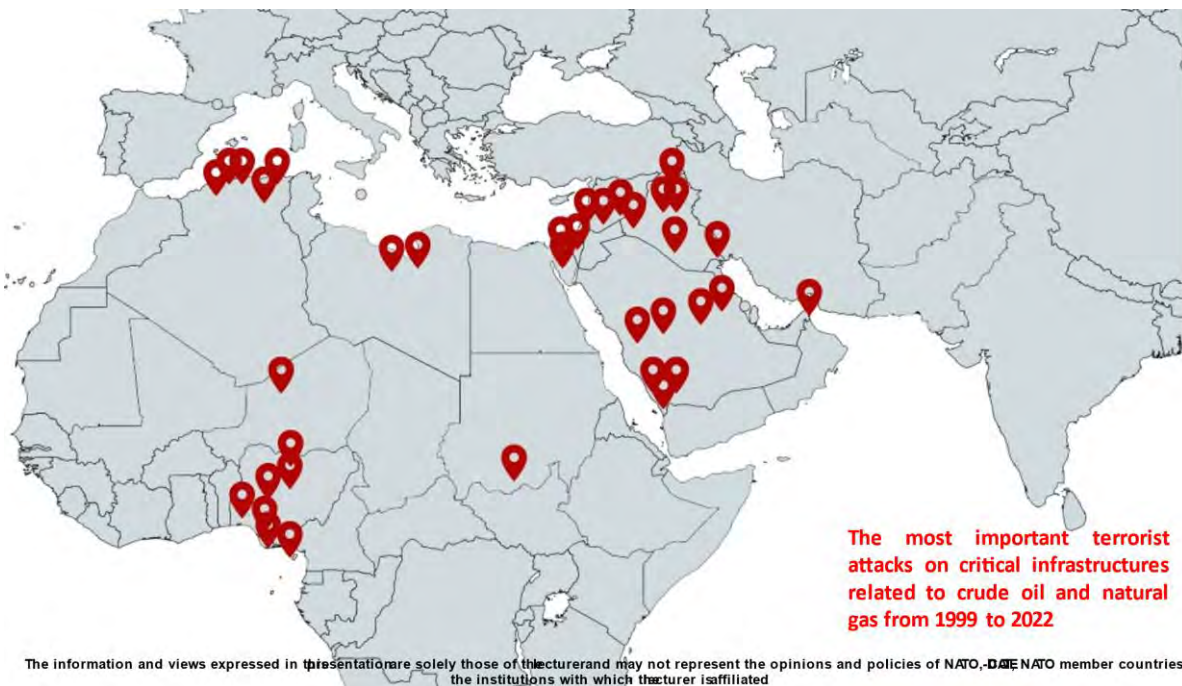 The most important terrorist
attacks on critical infrastructures
related to crude oil and natural
gas from 1999 to 2022
The information and views expressed in presentation are solely those of the lecturer and may not represent the opinions and policies of NATO, NATO member countries
the institutions with which the lecturer is affiliated